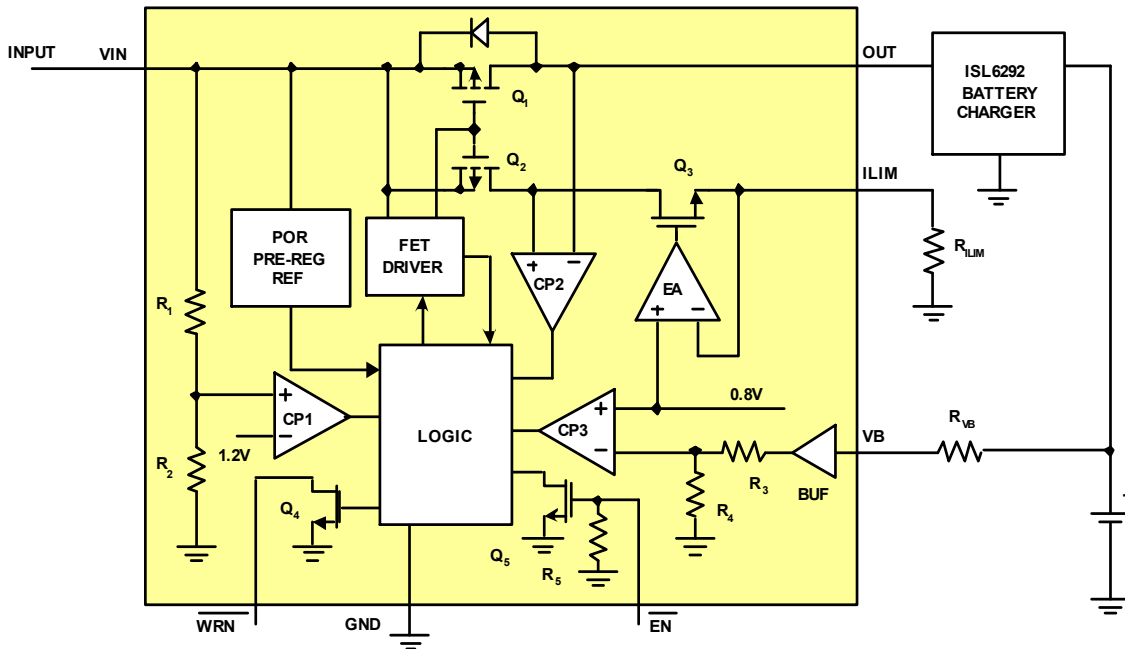 INPUT
VIN
OUT
ISL6292
BATTERY
CHARGER
Q1
Q2
Q3
ILIM
RILIM
POR
PRE-REG
REF
FET
DRIVER
+
−
CP2
EA
+
−
R1
+
−
CP1
1.2V
LOGIC
CP3
+
−
0.8V
VB
RVB
R2
R3
BUF
R4
Q4
Q5
R5
WRN
GND
EN